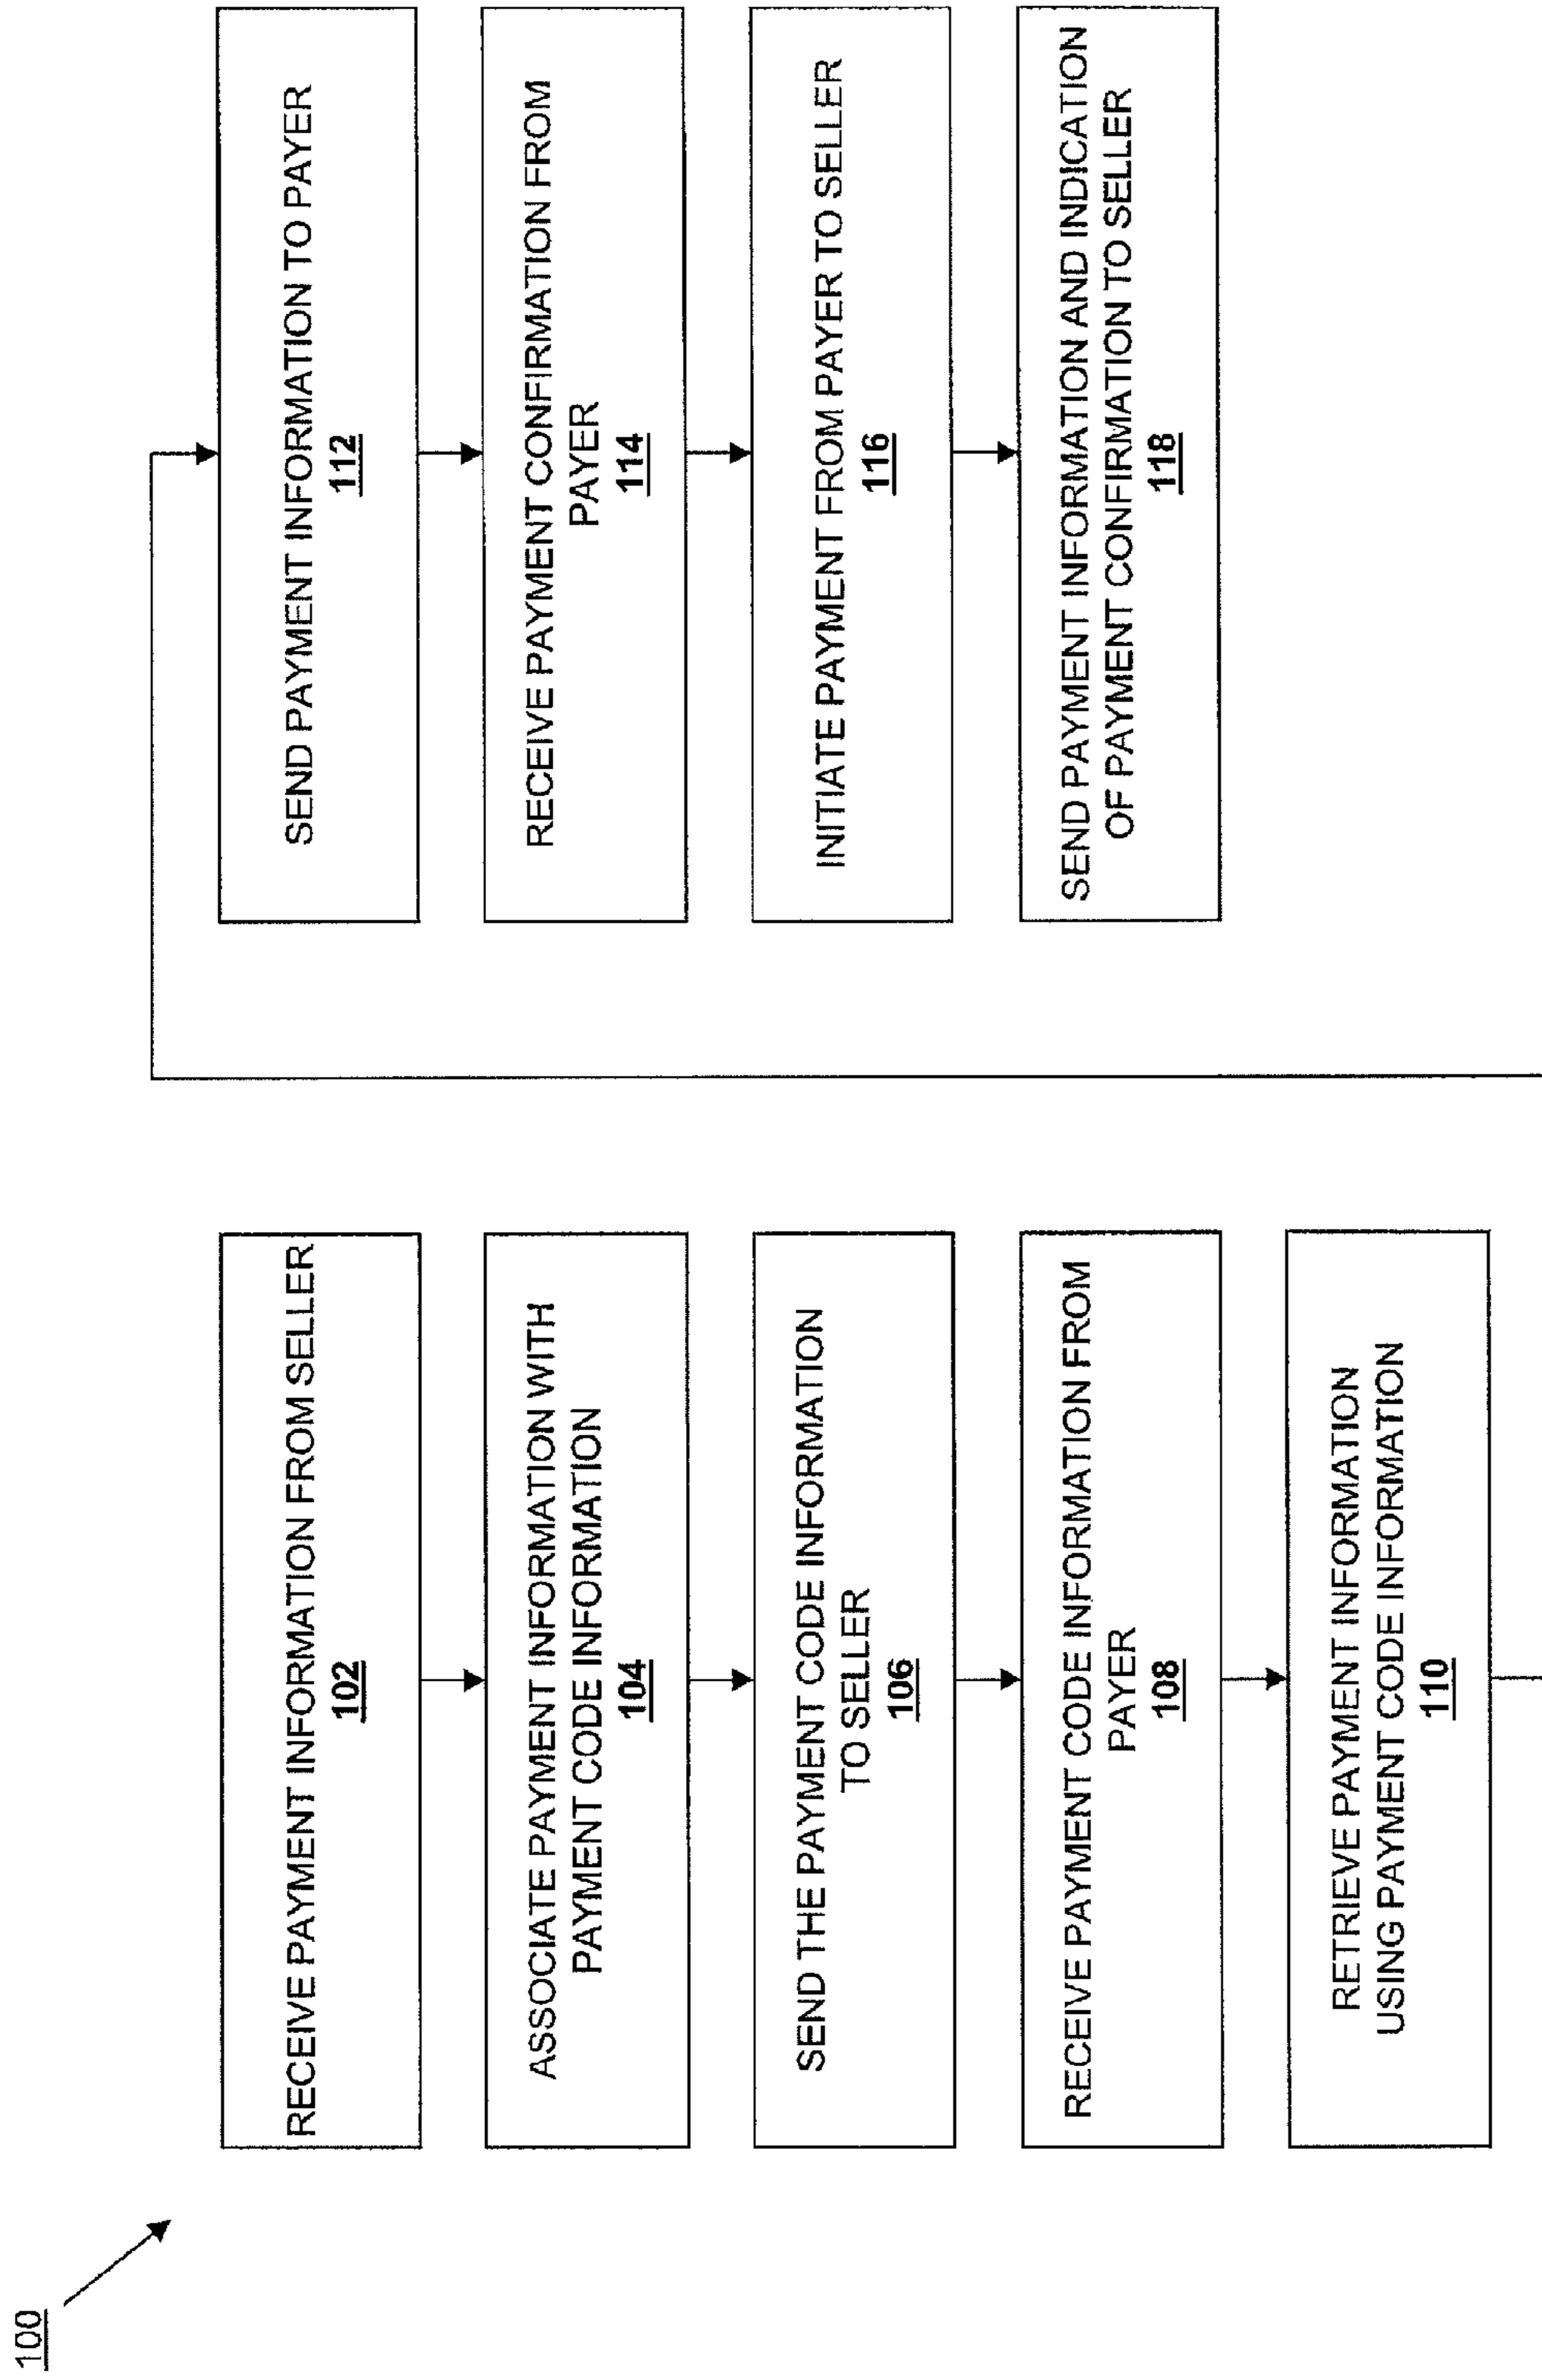 100
RECEIVE PAYMENT INFORMATION FROM SELLER
102
ASSOCIATE PAYMENT INFORMATION WITH
PAYMENT CODE INFORMATION
104
SEND THE PAYMENT CODE INFORMATION
TO SELLER
106
RECEIVE PAYMENT CODE INFORMATION FROM
PAYER
108
RETRIEVE PAYMENT INFORMATION
USING PAYMENT CODE INFORMATION
110
SEND PAYMENT INFORMATION TO PAYER
112
RECEIVE PAYMENT CONFIRMATION FROM
PAYER
114
INITIATE PAYMENT FROM PAYER TO SELLER
116
SEND PAYMENT INFORMATION AND INDICATION
OF PAYMENT CONFIRMATION TO SELLER
118